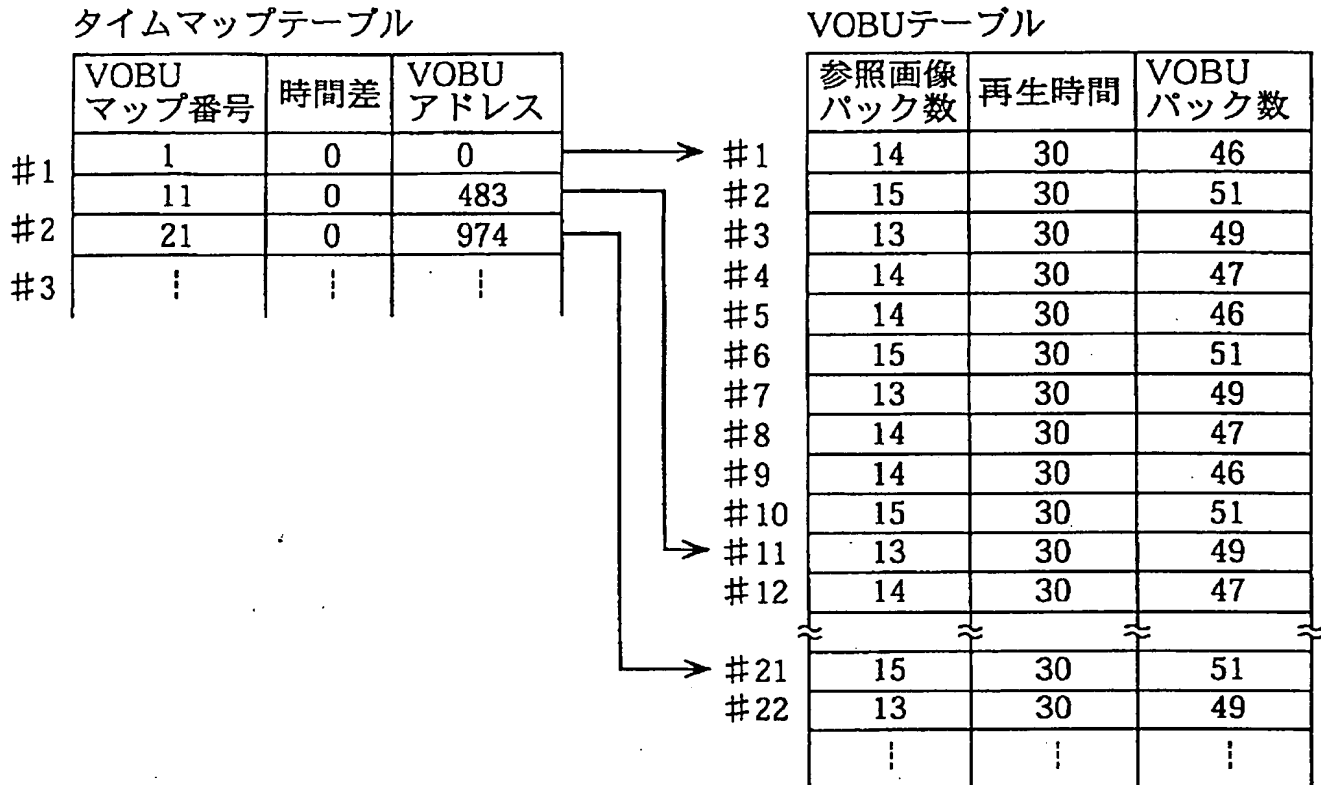 タイムマップテーブル
VOBU
マップ番号
時間差
VOBU
アドレス
#1 1 0 0
#2 11 0 483
#3 21 0 974
VOBUテーブル
参照画像
パック数
再生時間
VOBU
パック数
#1 14 30 46
#2 15 30 51
#3 13 30 49
#4 14 30 47
#5 14 30 46
#6 15 30 51
#7 13 30 49
#8 14 30 47
#9 14 30 46
#10 15 30 51
#11 13 30 49
#12 14 30 47
#21 15 30 51
#22 13 30 49